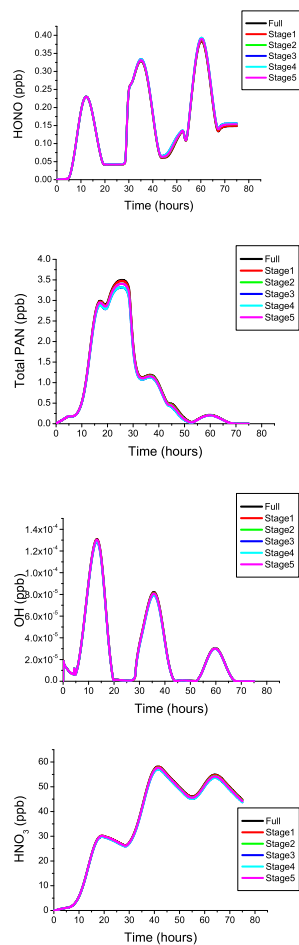 Full
Stage1
Stage2
Stage3
Stage4
Stage5
HONO (ppb)
0.40
0.35
0.30
0.25
0.20
0.15
0.10
0.05
0.00
0 10 20 30 40 50 60 70 80
Time (hours)
Full
Stage1
Stage2
Stage3
Stage4
Stage5
Total PAN (ppb)
4.0
3.5
3.0
2.5
2.0
1.5
1.0
0.5
0.0
0 10 20 30 40 50 60 70 80
Time (hours)
Full
Stage1
Stage2
Stage3
Stage4
Stage5
OH (ppb)
1.4x10⁻⁴
1.2x10⁻⁴
1.0x10⁻⁴
8.0x10⁻⁵
6.0x10⁻⁵
4.0x10⁻⁵
2.0x10⁻⁵
0.0
0 10 20 30 40 50 60 70 80
Time (hours)
Full
Stage1
Stage2
Stage3
Stage4
Stage5
HNO₃ (ppb)
60
50
40
30
20
10
0
0 10 20 30 40 50 60 70 80
Time (hours)